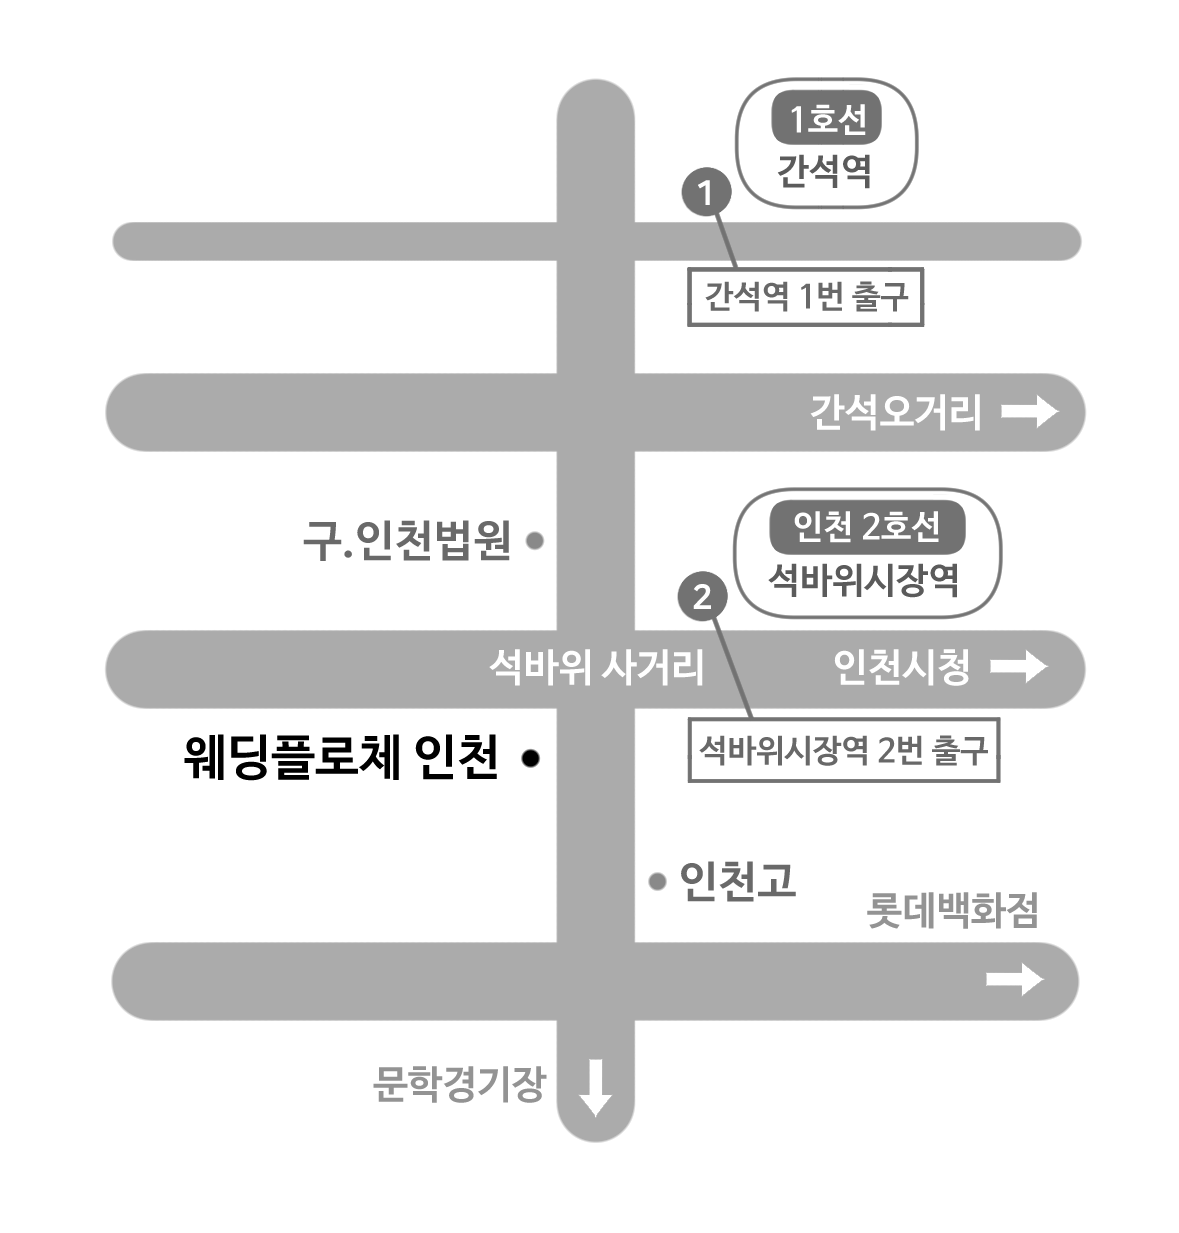 1호선
간석역
1
간석역 1번 출구
간석오거리
구.인천법원
인천 2호선
석바위시장역
2
석바위 사거리
인천시청
웨딩플로체 인천
석바위시장역 2번 출구
인천고
롯데백화점
문학경기장